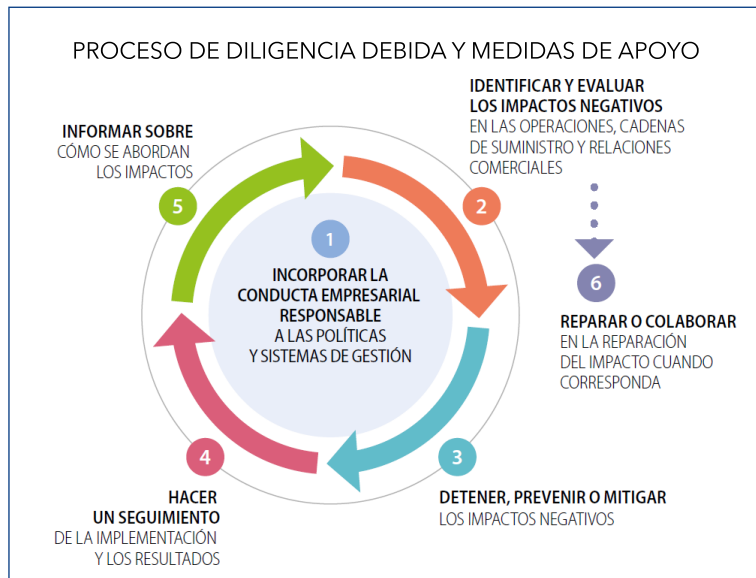 PROCESO DE DILIGENCIA DEBIDA Y MEDIDAS DE APOYO
1
INCORPORAR LA
CONDUCTA EMPRESARIAL
RESPONSABLE
A LAS POLÍTICAS
Y SISTEMAS DE GESTIÓN
IDENTIFICAR Y EVALUAR
LOS IMPACTOS NEGATIVOS
EN LAS OPERACIONES, CADENAS
DE SUMINISTRO Y RELACIONES
COMERCIALES
2
3
DETENER, PREVENIR O MITIGAR
LOS IMPACTOS NEGATIVOS
4
HACER
UN SEGUIMIENTO
DE LA IMPLEMENTACIÓN
Y LOS RESULTADOS
INFORMAR SOBRE
CÓMO SE ABORDAN
LOS IMPACTOS
5
6
REPARAR O COLABORAR
EN LA REPARACIÓN
DEL IMPACTO CUANDO
CORRESPONDA